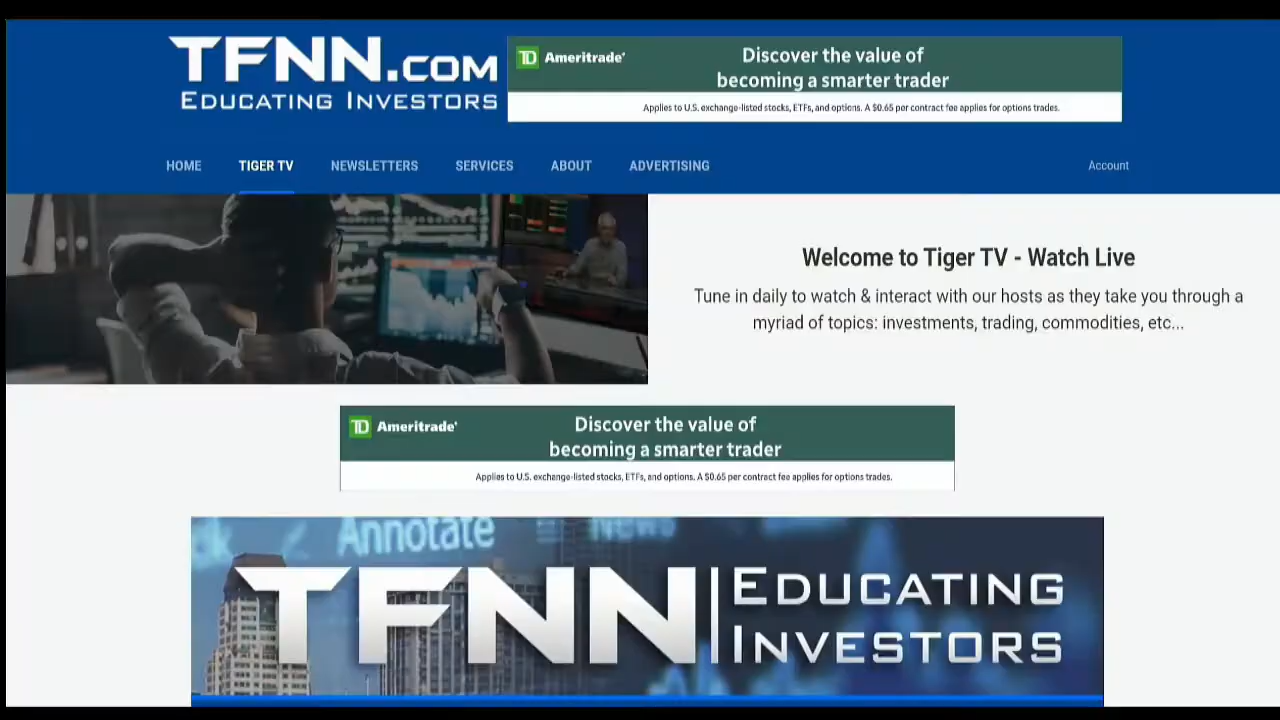 TFNN.COM
EDUCATING INVESTORS
TD Ameritrade
Discover the value of
becoming a smarter trader
Applies to U.S. exchange-listed stocks, ETFs, and options. A $0.65 per contract fee applies for options trades.
HOME TIGER TV NEWSLETTERS SERVICES ABOUT ADVERTISING Account
Welcome to Tiger TV - Watch Live
Tune in daily to watch & interact with our hosts as they take you through a
myriad of topics: investments, trading, commodities, etc...
TD Ameritrade
Discover the value of
becoming a smarter trader
Applies to U.S. exchange-listed stocks, ETFs, and options. A $0.65 per contract fee applies for options trades.
Annotate News
TFNN | EDUCATING
INVESTORS